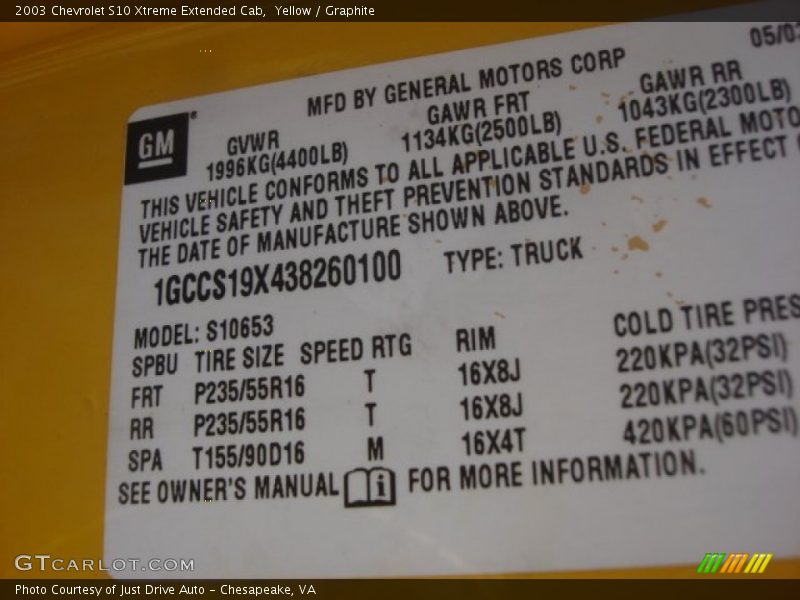 2003 Chevrolet S10 Xtreme Extended Cab, Yellow / Graphite
05/03
MFD BY GENERAL MOTORS CORP
GM
GVWR GAWR FRT GAWR RR
1996KG(4400LB) 1134KG(2500LB) 1043KG(2300LB)
THIS VEHICLE CONFORMS TO ALL APPLICABLE U.S. FEDERAL MOTO
VEHICLE SAFETY AND THEFT PREVENTION STANDARDS IN EFFECT
THE DATE OF MANUFACTURE SHOWN ABOVE.
1GCCS19X438260100 TYPE: TRUCK
MODEL: S10653
SPBU TIRE SIZE SPEED RTG RIM COLD TIRE PRES
FRT P235/55R16 T 16X8J 220KPA(32PSI)
RR P235/55R16 T 16X8J 220KPA(32PSI)
SPA T155/90D16 M 16X4T 420KPA(60PSI)
SEE OWNER'S MANUAL i FOR MORE INFORMATION.
GTCARLOT.COM
Photo Courtesy of Just Drive Auto - Chesapeake, VA